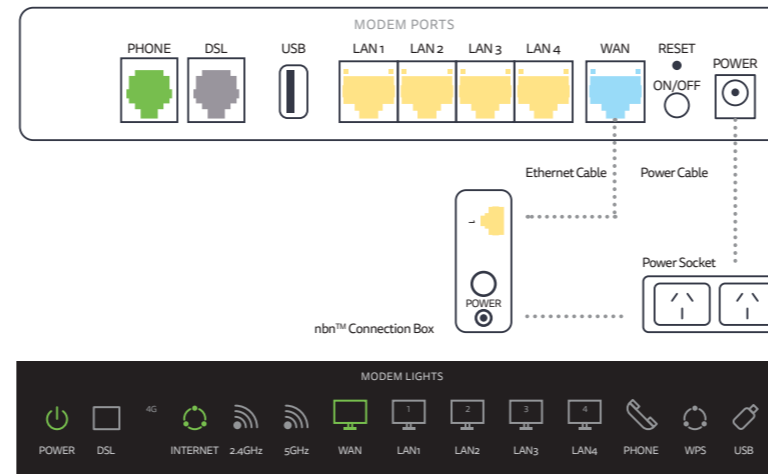 MODEM PORTS
PHONE DSL USB LAN 1 LAN 2 LAN 3 LAN 4 WAN RESET
POWER
ON/OFF
Ethernet Cable Power Cable
1
Power Socket
POWER
nbn™ Connection Box
MODEM LIGHTS
4G 1 2 3 4
POWER DSL INTERNET 2.4GHz 5GHz WAN LAN1 LAN2 LAN3 LAN4 PHONE WPS USB